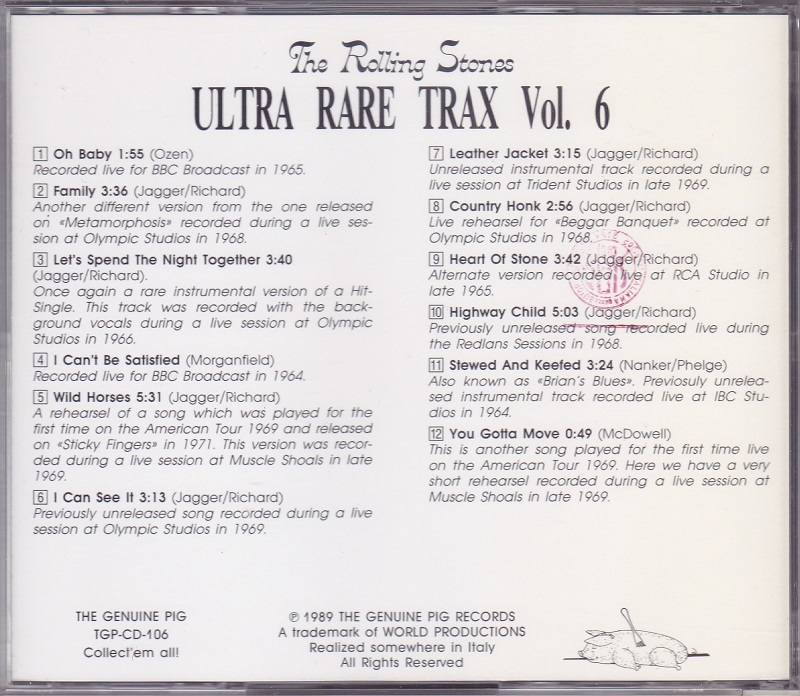 The Rolling Stones
ULTRA RARE TRAX Vol. 6
1 Oh Baby 1:55 (Ozen)
Recorded live for BBC Broadcast in 1965.
2 Family 3:36 (Jagger/Richard)
Another different version from the one released
on «Metamorphosis» recorded during a live ses-
sion at Olympic Studios in 1968.
3 Let's Spend The Night Together 3:40
(Jagger/Richard).
Once again a rare instrumental version of a Hit-
Single. This track was recorded with the back-
ground vocals during a live session at Olympic
Studios in 1966.
4 I Can't Be Satisfied (Morganfield)
Recorded live for BBC Broadcast in 1964.
5 Wild Horses 5:31 (Jagger/Richard)
A rehearsel of a song which was played for the
first time on the American Tour 1969 and released
on «Sticky Fingers» in 1971. This version was recor-
ded during a live session at Muscle Shoals in late
1969.
6 I Can See It 3:13 (Jagger/Richard)
Previously unreleased song recorded during a live
session at Olympic Studios in 1969.
7 Leather Jacket 3:15 (Jagger/Richard)
Unreleased instrumental track recorded during a
live session at Trident Studios in late 1969.
8 Country Honk 2:56 (Jagger/Richard)
Live rehearsel for «Beggar Banquet» recorded at
Olympic Studios in 1968.
9 Heart Of Stone 3:42 (Jagger/Richard)
Alternate version recorded live at RCA Studio in
late 1965.
10 Highway Child 5:03 (Jagger/Richard)
Previously unreleased song recorded live during
the Redlans Sessions in 1968.
11 Stewed And Keefed 3:24 (Nanker/Phelge)
Also known as «Brian's Blues». Previosuly unrelea-
sed instrumental track recorded live at IBC Stu-
dios in 1964.
12 You Gotta Move 0:49 (McDowell)
This is another song played for the first time live
on the American Tour 1969. Here we have a very
short rehearsel recorded during a live session at
Muscle Shoals in late 1969.
THE GENUINE PIG
TGP-CD-106
Collect'em all!
℗ 1989 THE GENUINE PIG RECORDS
A trademark of WORLD PRODUCTIONS
Realized somewhere in Italy
All Rights Reserved